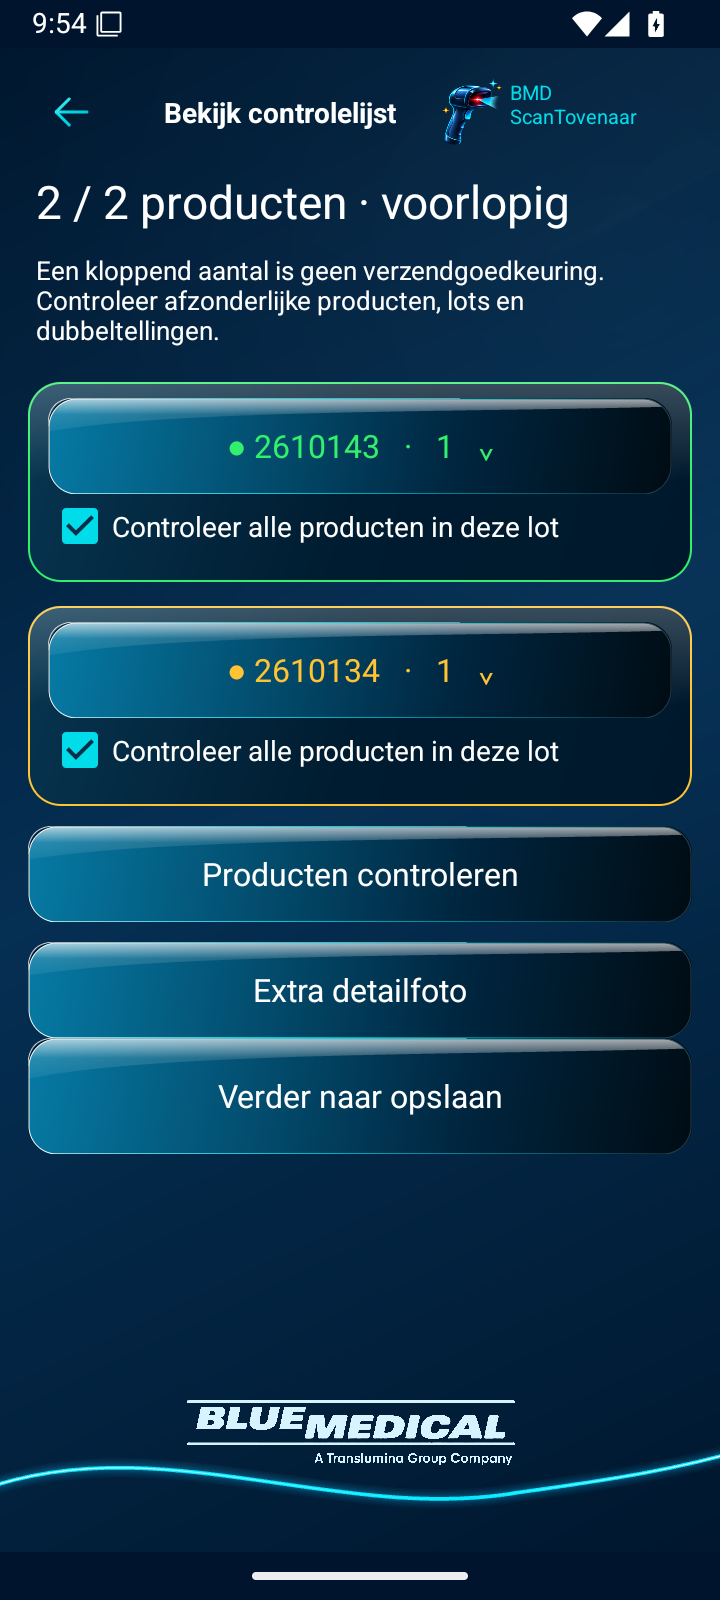 9:54
Bekijk controlelijst
BMD
ScanTovenaar
2 / 2 producten · voorlopig
Een kloppend aantal is geen verzendgoedkeuring.
Controleer afzonderlijke producten, lots en
dubbeltellingen.
● 2610143 · 1 v
Controleer alle producten in deze lot
● 2610134 · 1 v
Controleer alle producten in deze lot
Producten controleren
Extra detailfoto
Verder naar opslaan
BLUEMEDICAL
A Translumina Group Company